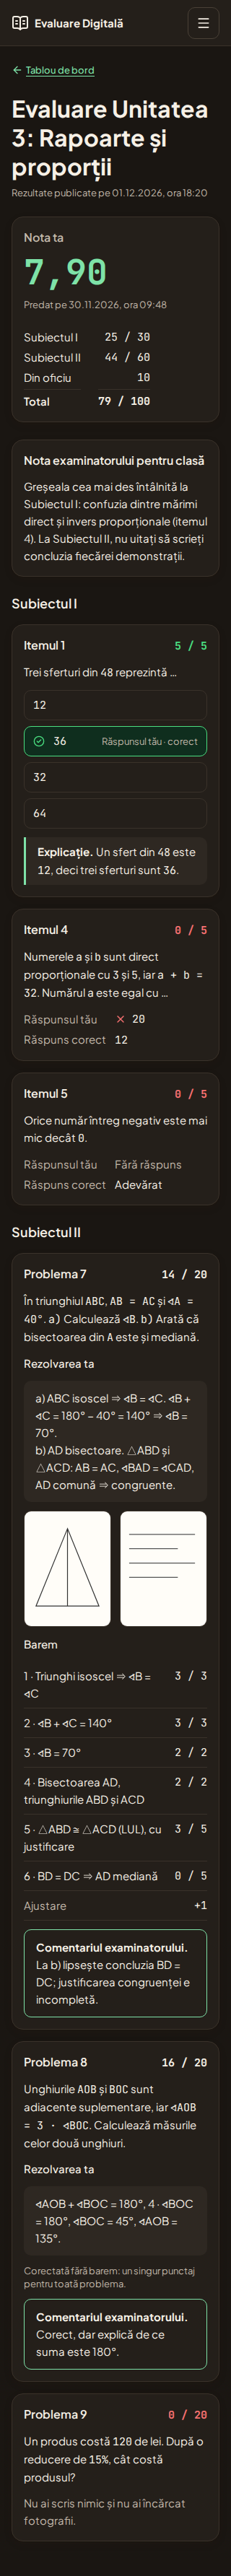 Evaluare Digitală
← Tablou de bord
Evaluare Unitatea
3: Rapoarte și
proporții
Rezultate publicate pe 01.12.2026, ora 18:20
Nota ta
7,90
Predat pe 30.11.2026, ora 09:48
Subiectul I 25 / 30
Subiectul II 44 / 60
Din oficiu 10
Total 79 / 100
Nota examinatorului pentru clasă
Greșeala cea mai des întâlnită la
Subiectul I: confuzia dintre mărimi
direct și invers proporționale (itemul
4). La Subiectul II, nu uitați să scrieți
concluzia fiecărei demonstrații.
Subiectul I
Itemul 1 5 / 5
Trei sferturi din 48 reprezintă …
12
36 Răspunsul tău · corect
32
64
Explicație. Un sfert din 48 este
12, deci trei sferturi sunt 36.
Itemul 4 0 / 5
Numerele a și b sunt direct
proporționale cu 3 și 5, iar a + b =
32. Numărul a este egal cu …
Răspunsul tău × 20
Răspuns corect 12
Itemul 5 0 / 5
Orice număr întreg negativ este mai
mic decât 0.
Răspunsul tău Fără răspuns
Răspuns corect Adevărat
Subiectul II
Problema 7 14 / 20
În triunghiul ABC, AB = AC și ∢A =
40°. a) Calculează ∢B. b) Arată că
bisectoarea din A este și mediană.
Rezolvarea ta
a) ABC isoscel ⇒ ∢B = ∢C. ∢B +
∢C = 180° − 40° = 140° ⇒ ∢B =
70°.
b) AD bisectoare. △ABD și
△ACD: AB = AC, ∢BAD = ∢CAD,
AD comună ⇒ congruente.
Barem
1 · Triunghi isoscel ⇒ ∢B = 3 / 3
∢C
2 · ∢B + ∢C = 140° 3 / 3
3 · ∢B = 70° 2 / 2
4 · Bisectoarea AD, 2 / 2
triunghiurile ABD și ACD
5 · △ABD ≅ △ACD (LUL), cu 3 / 5
justificare
6 · BD = DC ⇒ AD mediană 0 / 5
Ajustare +1
Comentariul examinatorului.
La b) lipsește concluzia BD =
DC; justificarea congruenței e
incompletă.
Problema 8 16 / 20
Unghiurile AOB și BOC sunt
adiacente suplementare, iar ∢AOB
= 3 · ∢BOC. Calculează măsurile
celor două unghiuri.
Rezolvarea ta
∢AOB + ∢BOC = 180°, 4 · ∢BOC
= 180°, ∢BOC = 45°, ∢AOB =
135°.
Corectată fără barem: un singur punctaj
pentru toată problema.
Comentariul examinatorului.
Corect, dar explică de ce
suma este 180°.
Problema 9 0 / 20
Un produs costă 120 de lei. După o
reducere de 15%, cât costă
produsul?
Nu ai scris nimic și nu ai încărcat
fotografii.